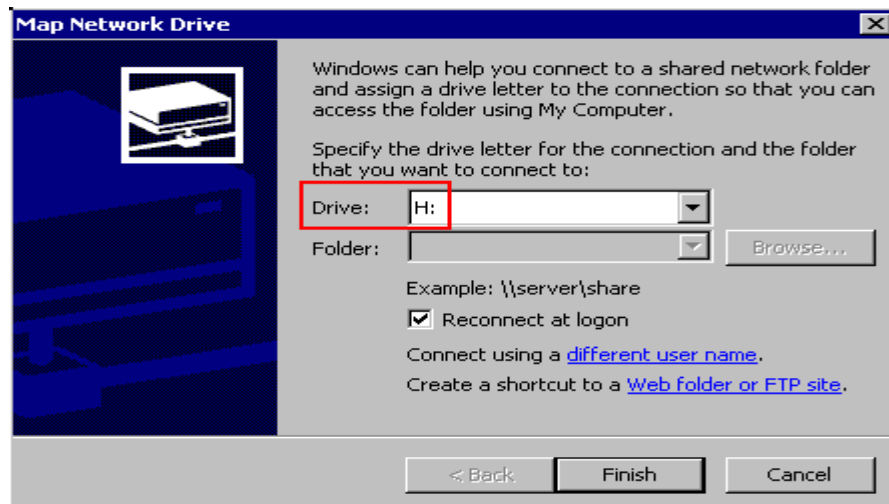 Map Network Drive
Windows can help you connect to a shared network folder
and assign a drive letter to the connection so that you can
access the folder using My Computer.
Specify the drive letter for the connection and the folder
that you want to connect to:
Drive: H:
Folder: Browse...
Example: \\server\share
Reconnect at logon
Connect using a different user name.
Create a shortcut to a Web folder or FTP site.
< Back Finish Cancel